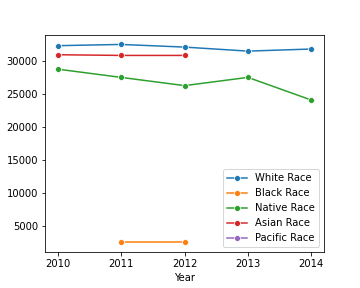 30000
25000
20000
15000
10000
5000
White Race
Black Race
Native Race
Asian Race
Pacific Race
2010 2011 2012 2013 2014
Year